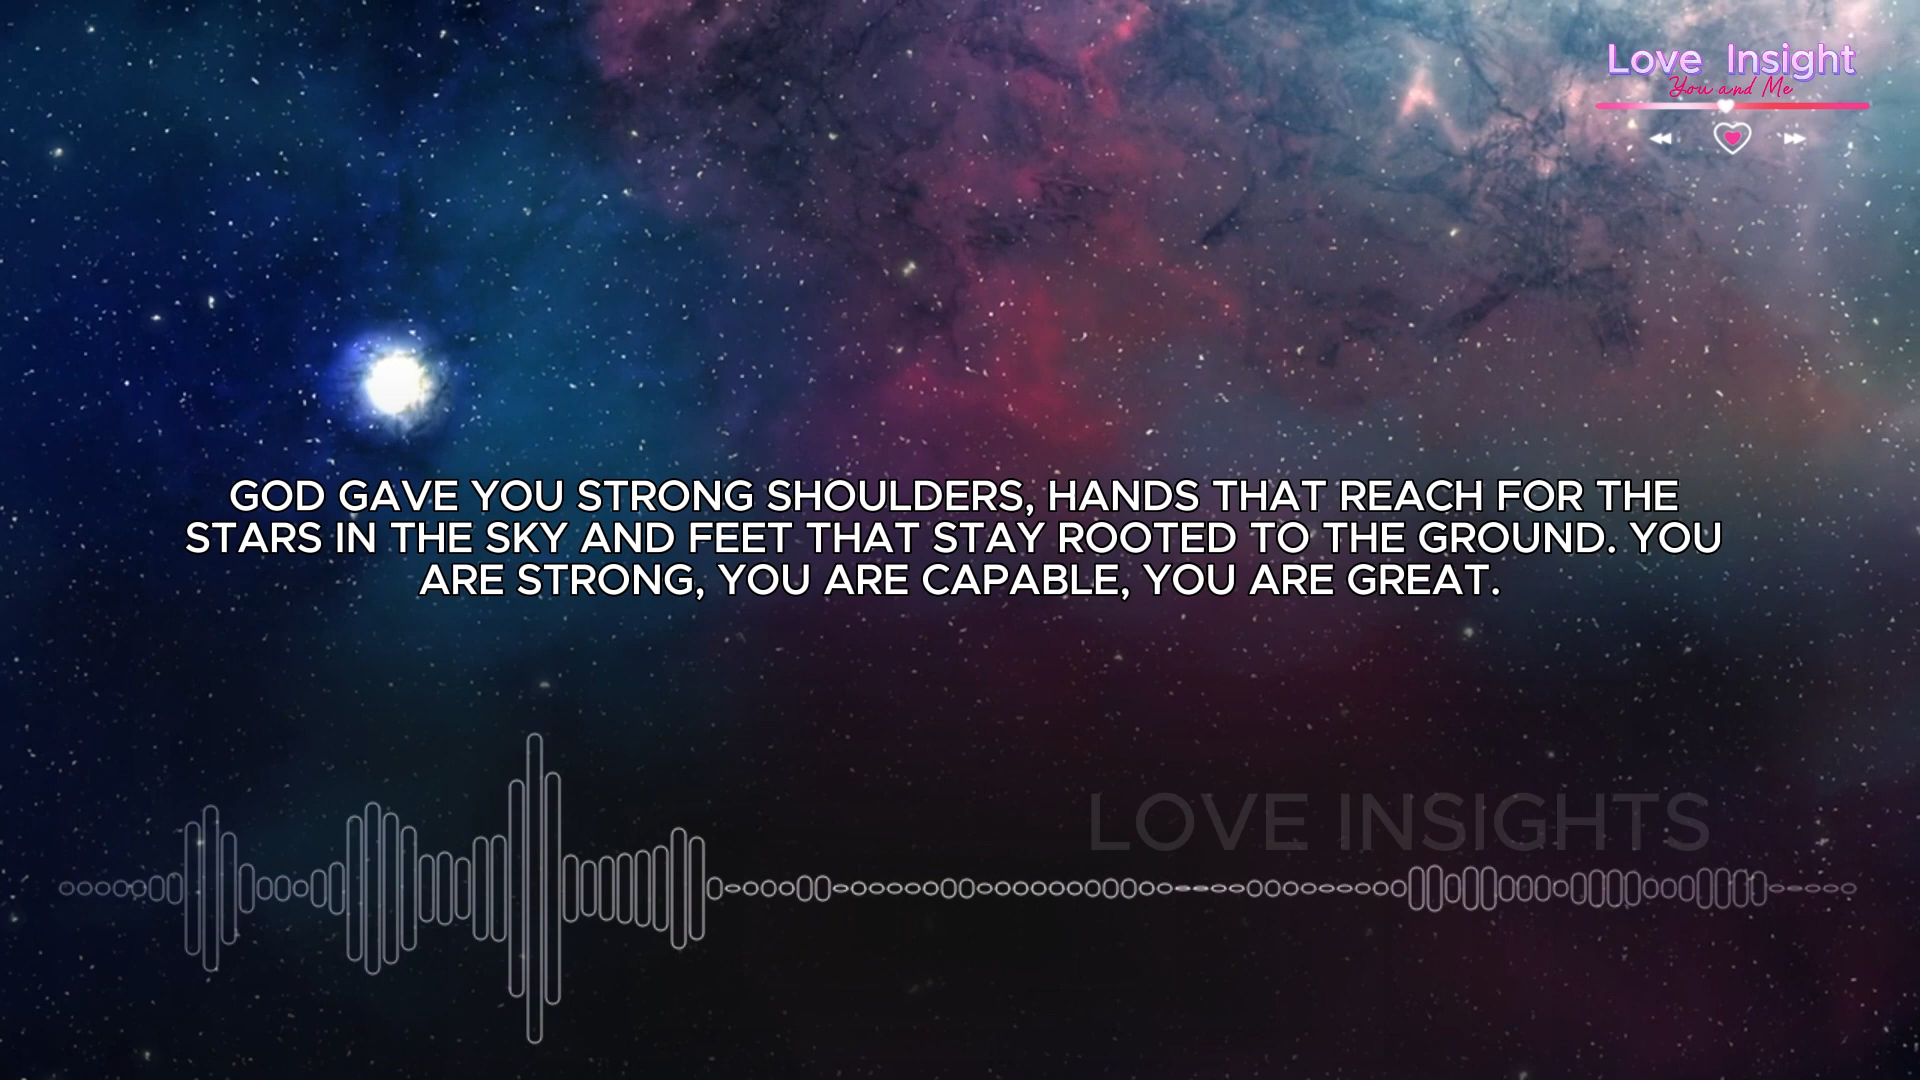 Love Insight
You and Me
GOD GAVE YOU STRONG SHOULDERS, HANDS THAT REACH FOR THE
STARS IN THE SKY AND FEET THAT STAY ROOTED TO THE GROUND. YOU
ARE STRONG, YOU ARE CAPABLE, YOU ARE GREAT.
LOVE INSIGHTS